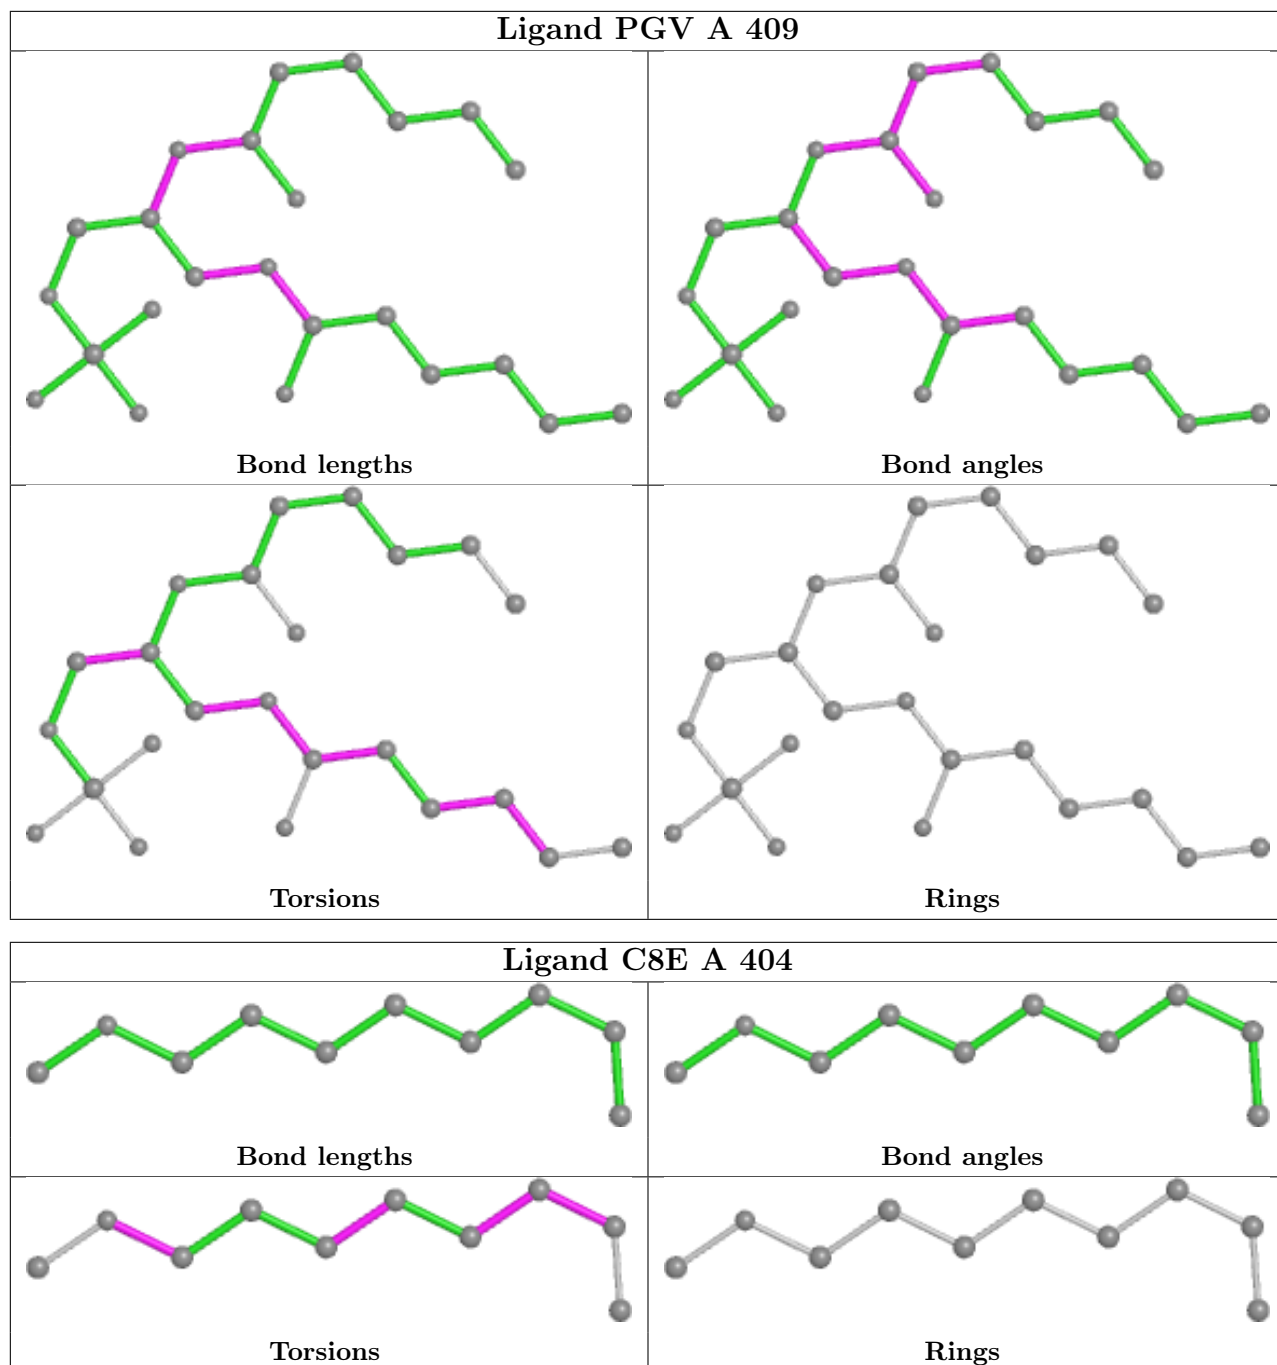 Ligand PGV A 409
Bond lengths
Bond angles
Torsions
Rings
Ligand C8E A 404
Bond lengths
Bond angles
Torsions
Rings